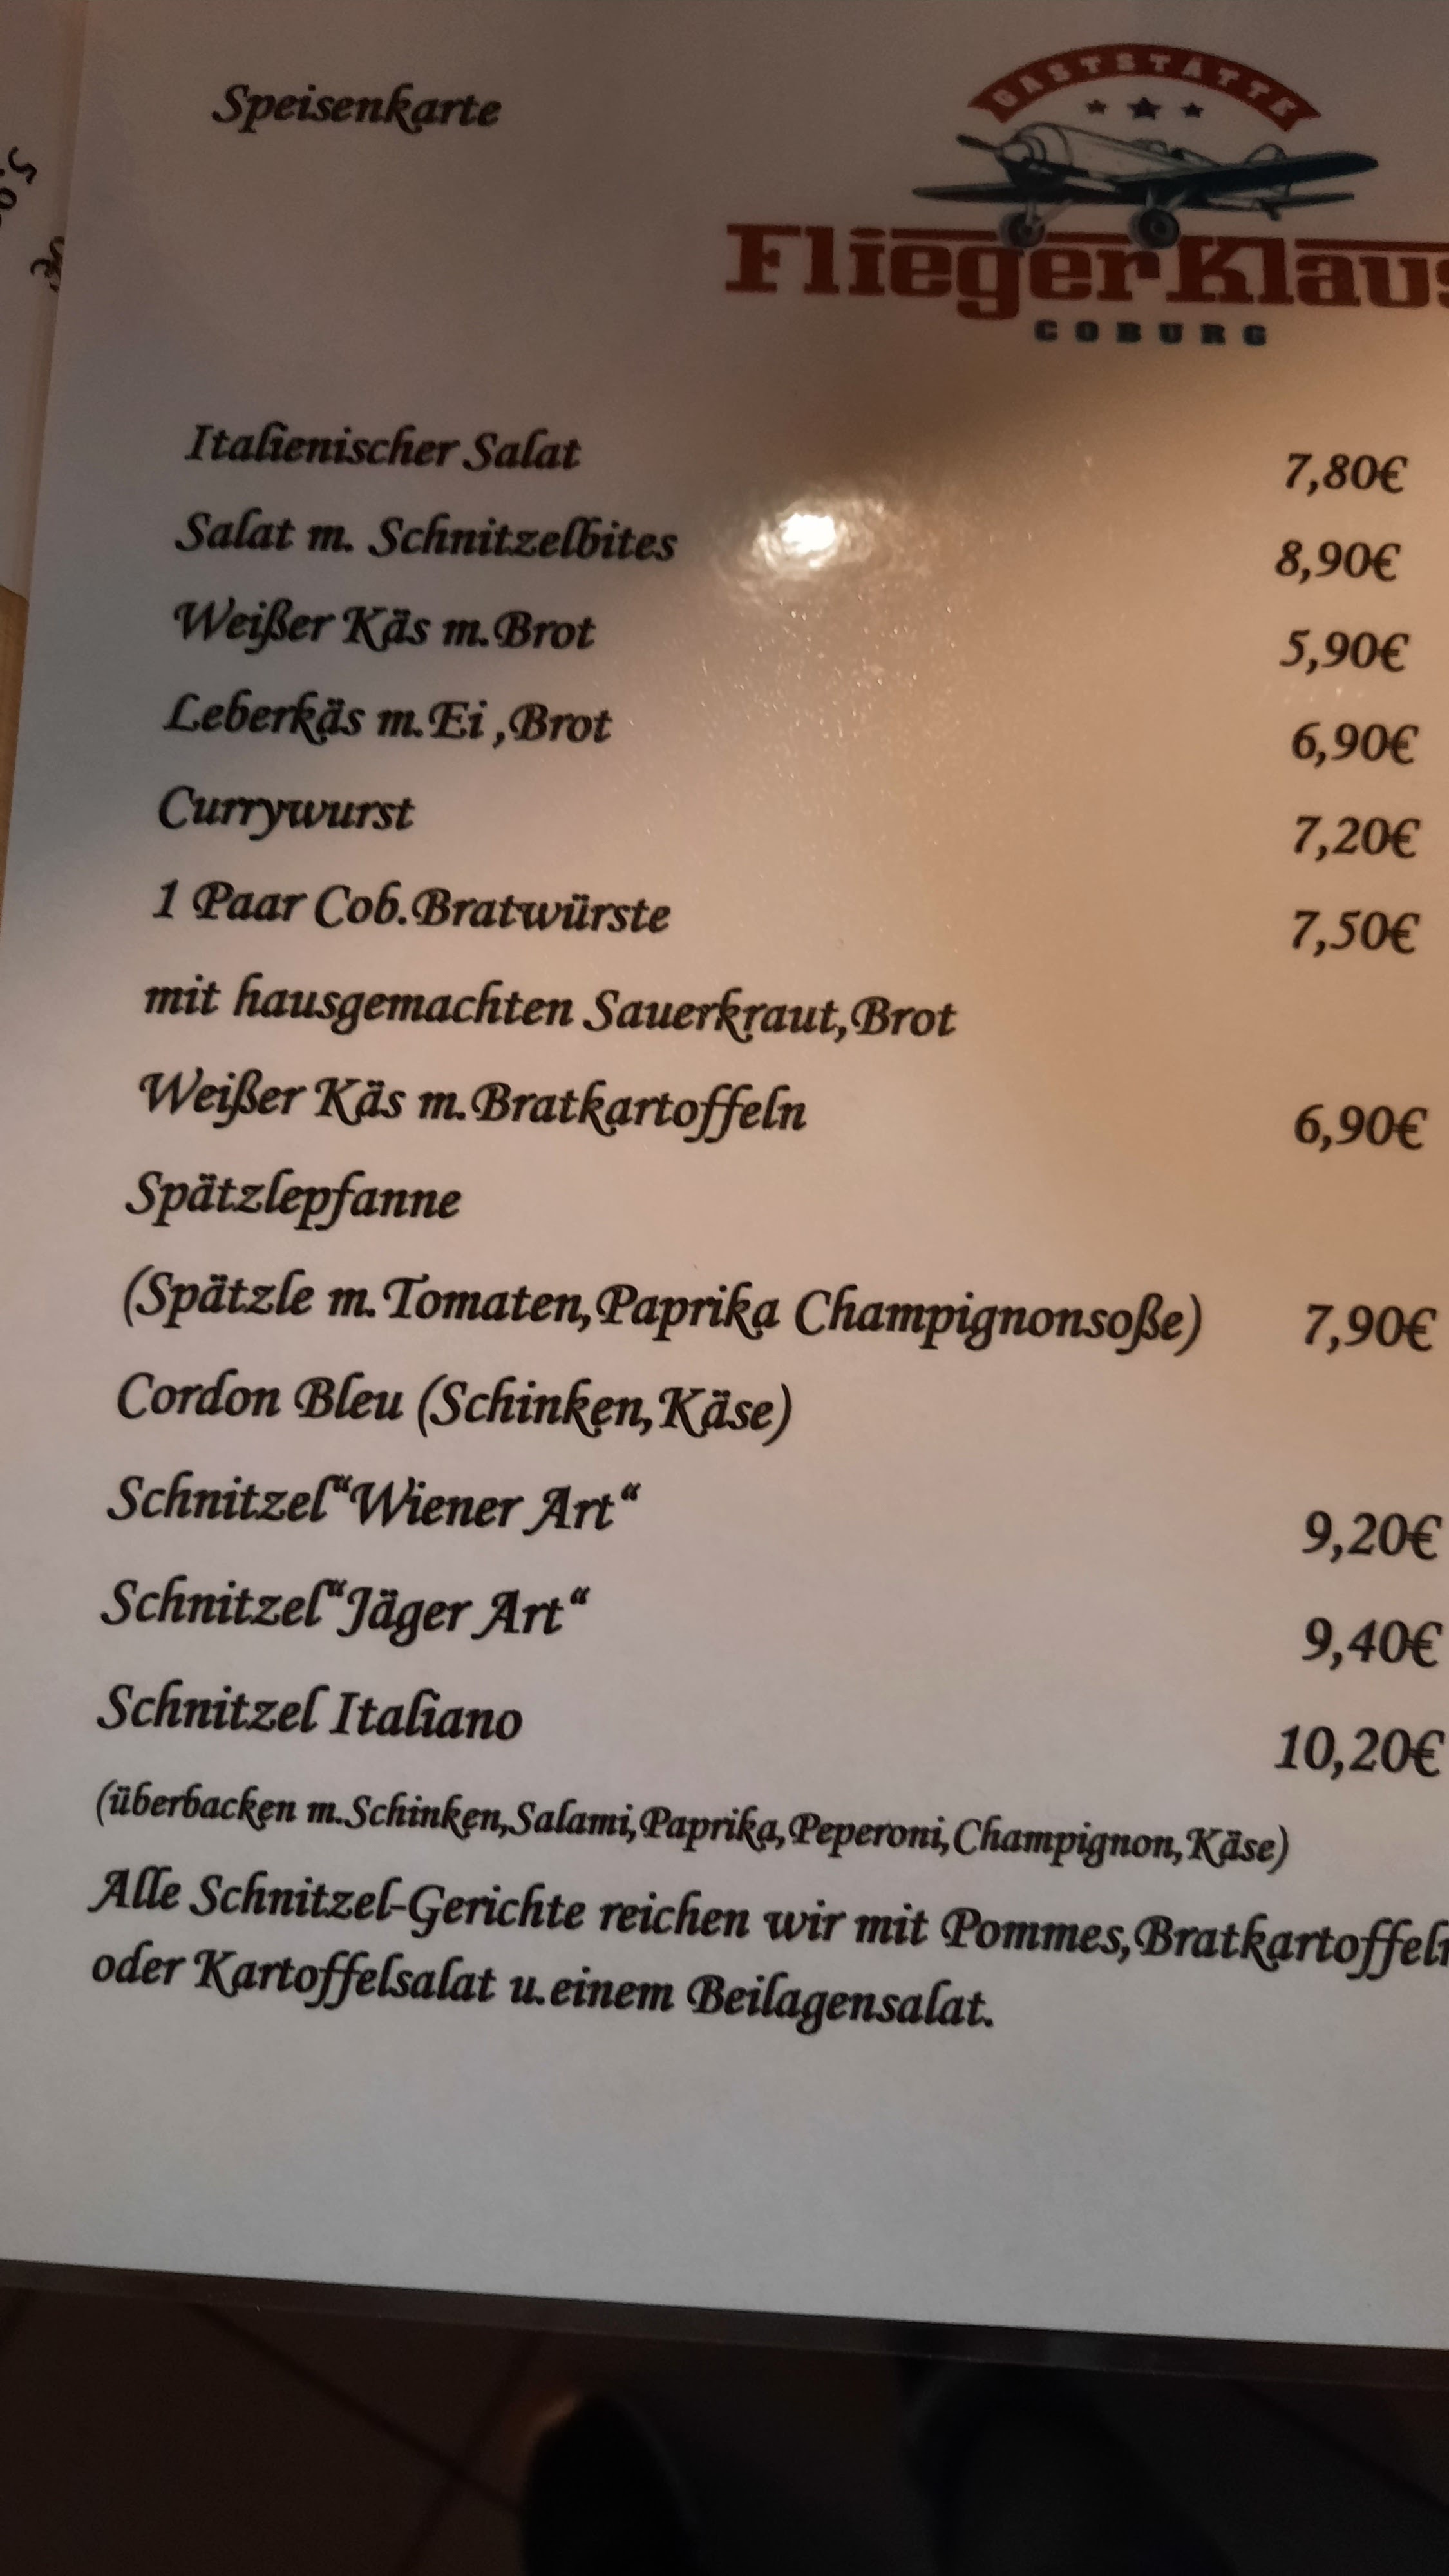 Speisenkarte
GASTSTÄTTE
FliegerKlaus
COBURG
Italienischer Salat 7,80€
Salat m. Schnitzelbites 8,90€
Weißer Käs m.Brot 5,90€
Leberkäs m.Ei ,Brot 6,90€
Currywurst 7,20€
1 Paar Cob.Bratwürste 7,50€
mit hausgemachten Sauerkraut,Brot
Weißer Käs m.Bratkartoffeln 6,90€
Spätzlepfanne
(Spätzle m.Tomaten,Paprika Champignonsoße) 7,90€
Cordon Bleu (Schinken,Käse)
Schnitzel“Wiener Art“ 9,20€
Schnitzel“Jäger Art“ 9,40€
Schnitzel Italiano 10,20€
(überbacken m.Schinken,Salami,Paprika,Peperoni,Champignon,Käse)
Alle Schnitzel-Gerichte reichen wir mit Pommes,Bratkartoffeln
oder Kartoffelsalat u.einem Beilagensalat.